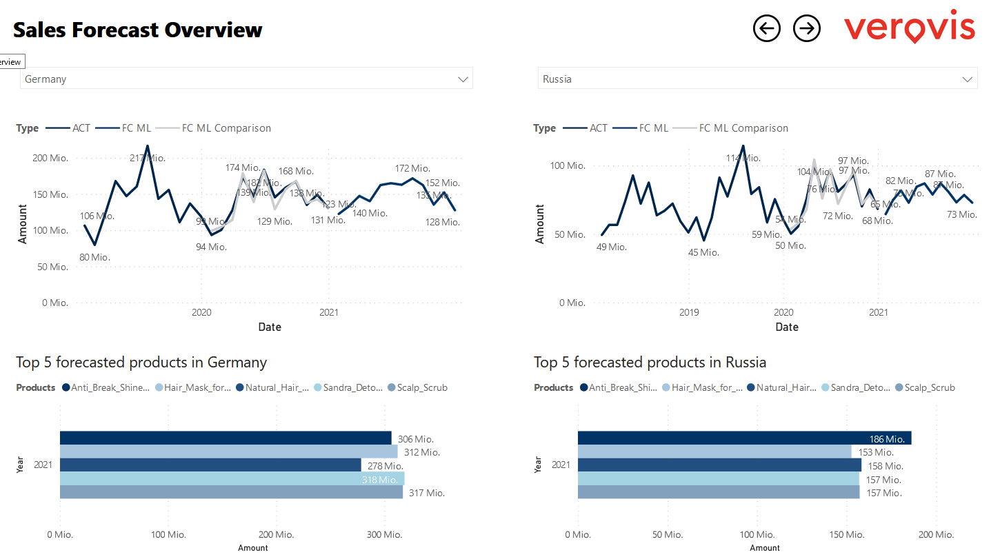 Sales Forecast Overview
verovis
erview
Germany
Russia
Type ACT FC ML FC ML Comparison
Type ACT FC ML FC ML Comparison
200 Mio.
150 Mio.
100 Mio.
50 Mio.
0 Mio.
Amount
217 Mio.
174 Mio.
168 Mio.
172 Mio.
183 Mio.
139 Mio.
138 Mio.
152 Mio.
106 Mio.
99 Mio.
129 Mio.
123 Mio.
131 Mio.
140 Mio.
128 Mio.
94 Mio.
80 Mio.
2020
2021
Date
100 Mio.
50 Mio.
0 Mio.
Amount
114 Mio.
97 Mio.
104 Mio.
97 Mio.
87 Mio.
82 Mio.
76 Mio.
65 Mio.
54 Mio.
72 Mio.
68 Mio.
73 Mio.
59 Mio.
50 Mio.
49 Mio.
45 Mio.
2019
2020
2021
Date
Top 5 forecasted products in Germany
Products Anti_Break_Shine... Hair_Mask_for... Natural_Hair_... Sandra_Deto... Scalp_Scrub
Year
2021
306 Mio.
312 Mio.
278 Mio.
318 Mio.
317 Mio.
0 Mio.
100 Mio.
200 Mio.
300 Mio.
Amount
Top 5 forecasted products in Russia
Products Anti_Break_Shi... Hair_Mask_for_... Natural_Hair... Sandra_Deto... Scalp_Scrub
Year
2021
186 Mio.
153 Mio.
158 Mio.
157 Mio.
157 Mio.
0 Mio.
50 Mio.
100 Mio.
150 Mio.
200 Mio.
Amount